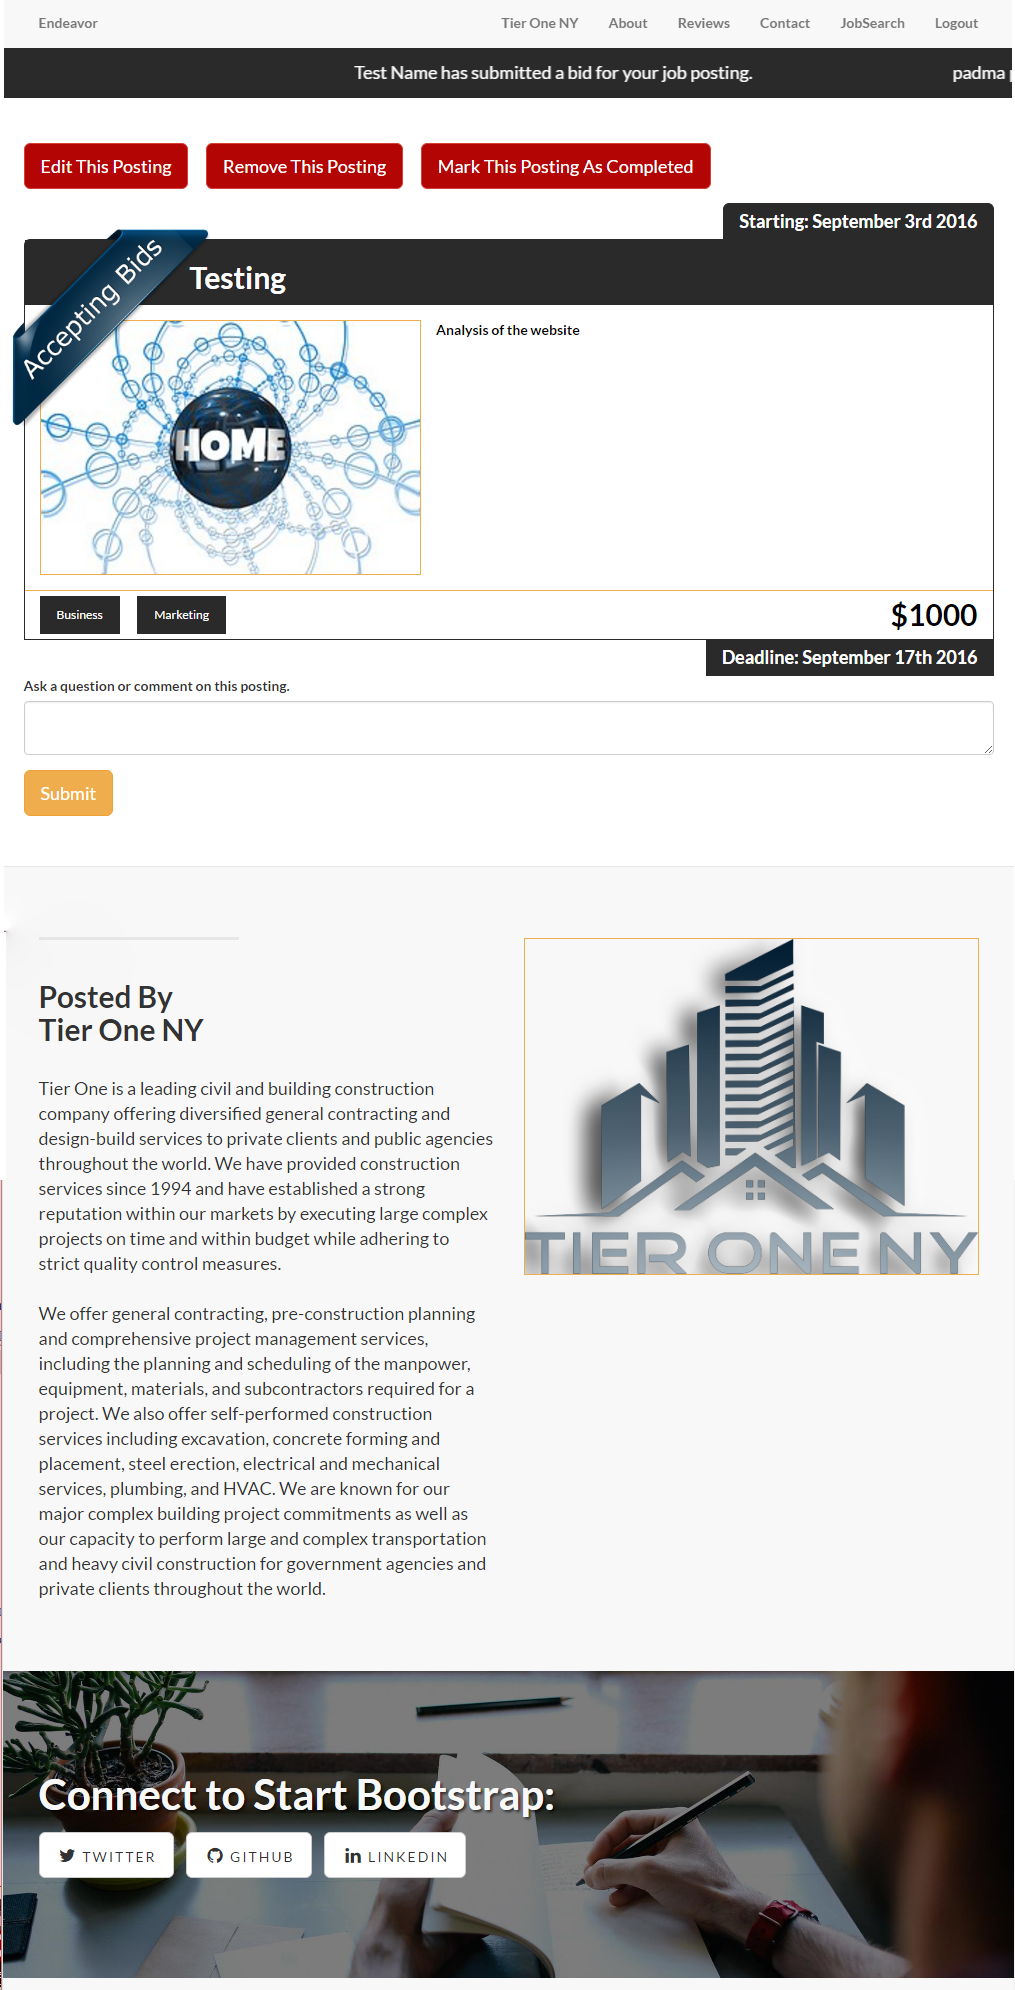 Endeavor
Tier One NY About Reviews Contact JobSearch Logout
Test Name has submitted a bid for your job posting. padma
Edit This Posting Remove This Posting Mark This Posting As Completed
Starting: September 3rd 2016
Accepting Bids
Testing
HOME
Analysis of the website
Business Marketing $1000
Deadline: September 17th 2016
Ask a question or comment on this posting.
Submit
Posted By
Tier One NY
Tier One is a leading civil and building construction
company offering diversified general contracting and
design-build services to private clients and public agencies
throughout the world. We have provided construction
services since 1994 and have established a strong
reputation within our markets by executing large complex
projects on time and within budget while adhering to
strict quality control measures.
TIER ONE NY
We offer general contracting, pre-construction planning
and comprehensive project management services,
including the planning and scheduling of the manpower,
equipment, materials, and subcontractors required for a
project. We also offer self-performed construction
services including excavation, concrete forming and
placement, steel erection, electrical and mechanical
services, plumbing, and HVAC. We are known for our
major complex building project commitments as well as
our capacity to perform large and complex transportation
and heavy civil construction for government agencies and
private clients throughout the world.
Connect to Start Bootstrap:
TWITTER GITHUB LINKEDIN